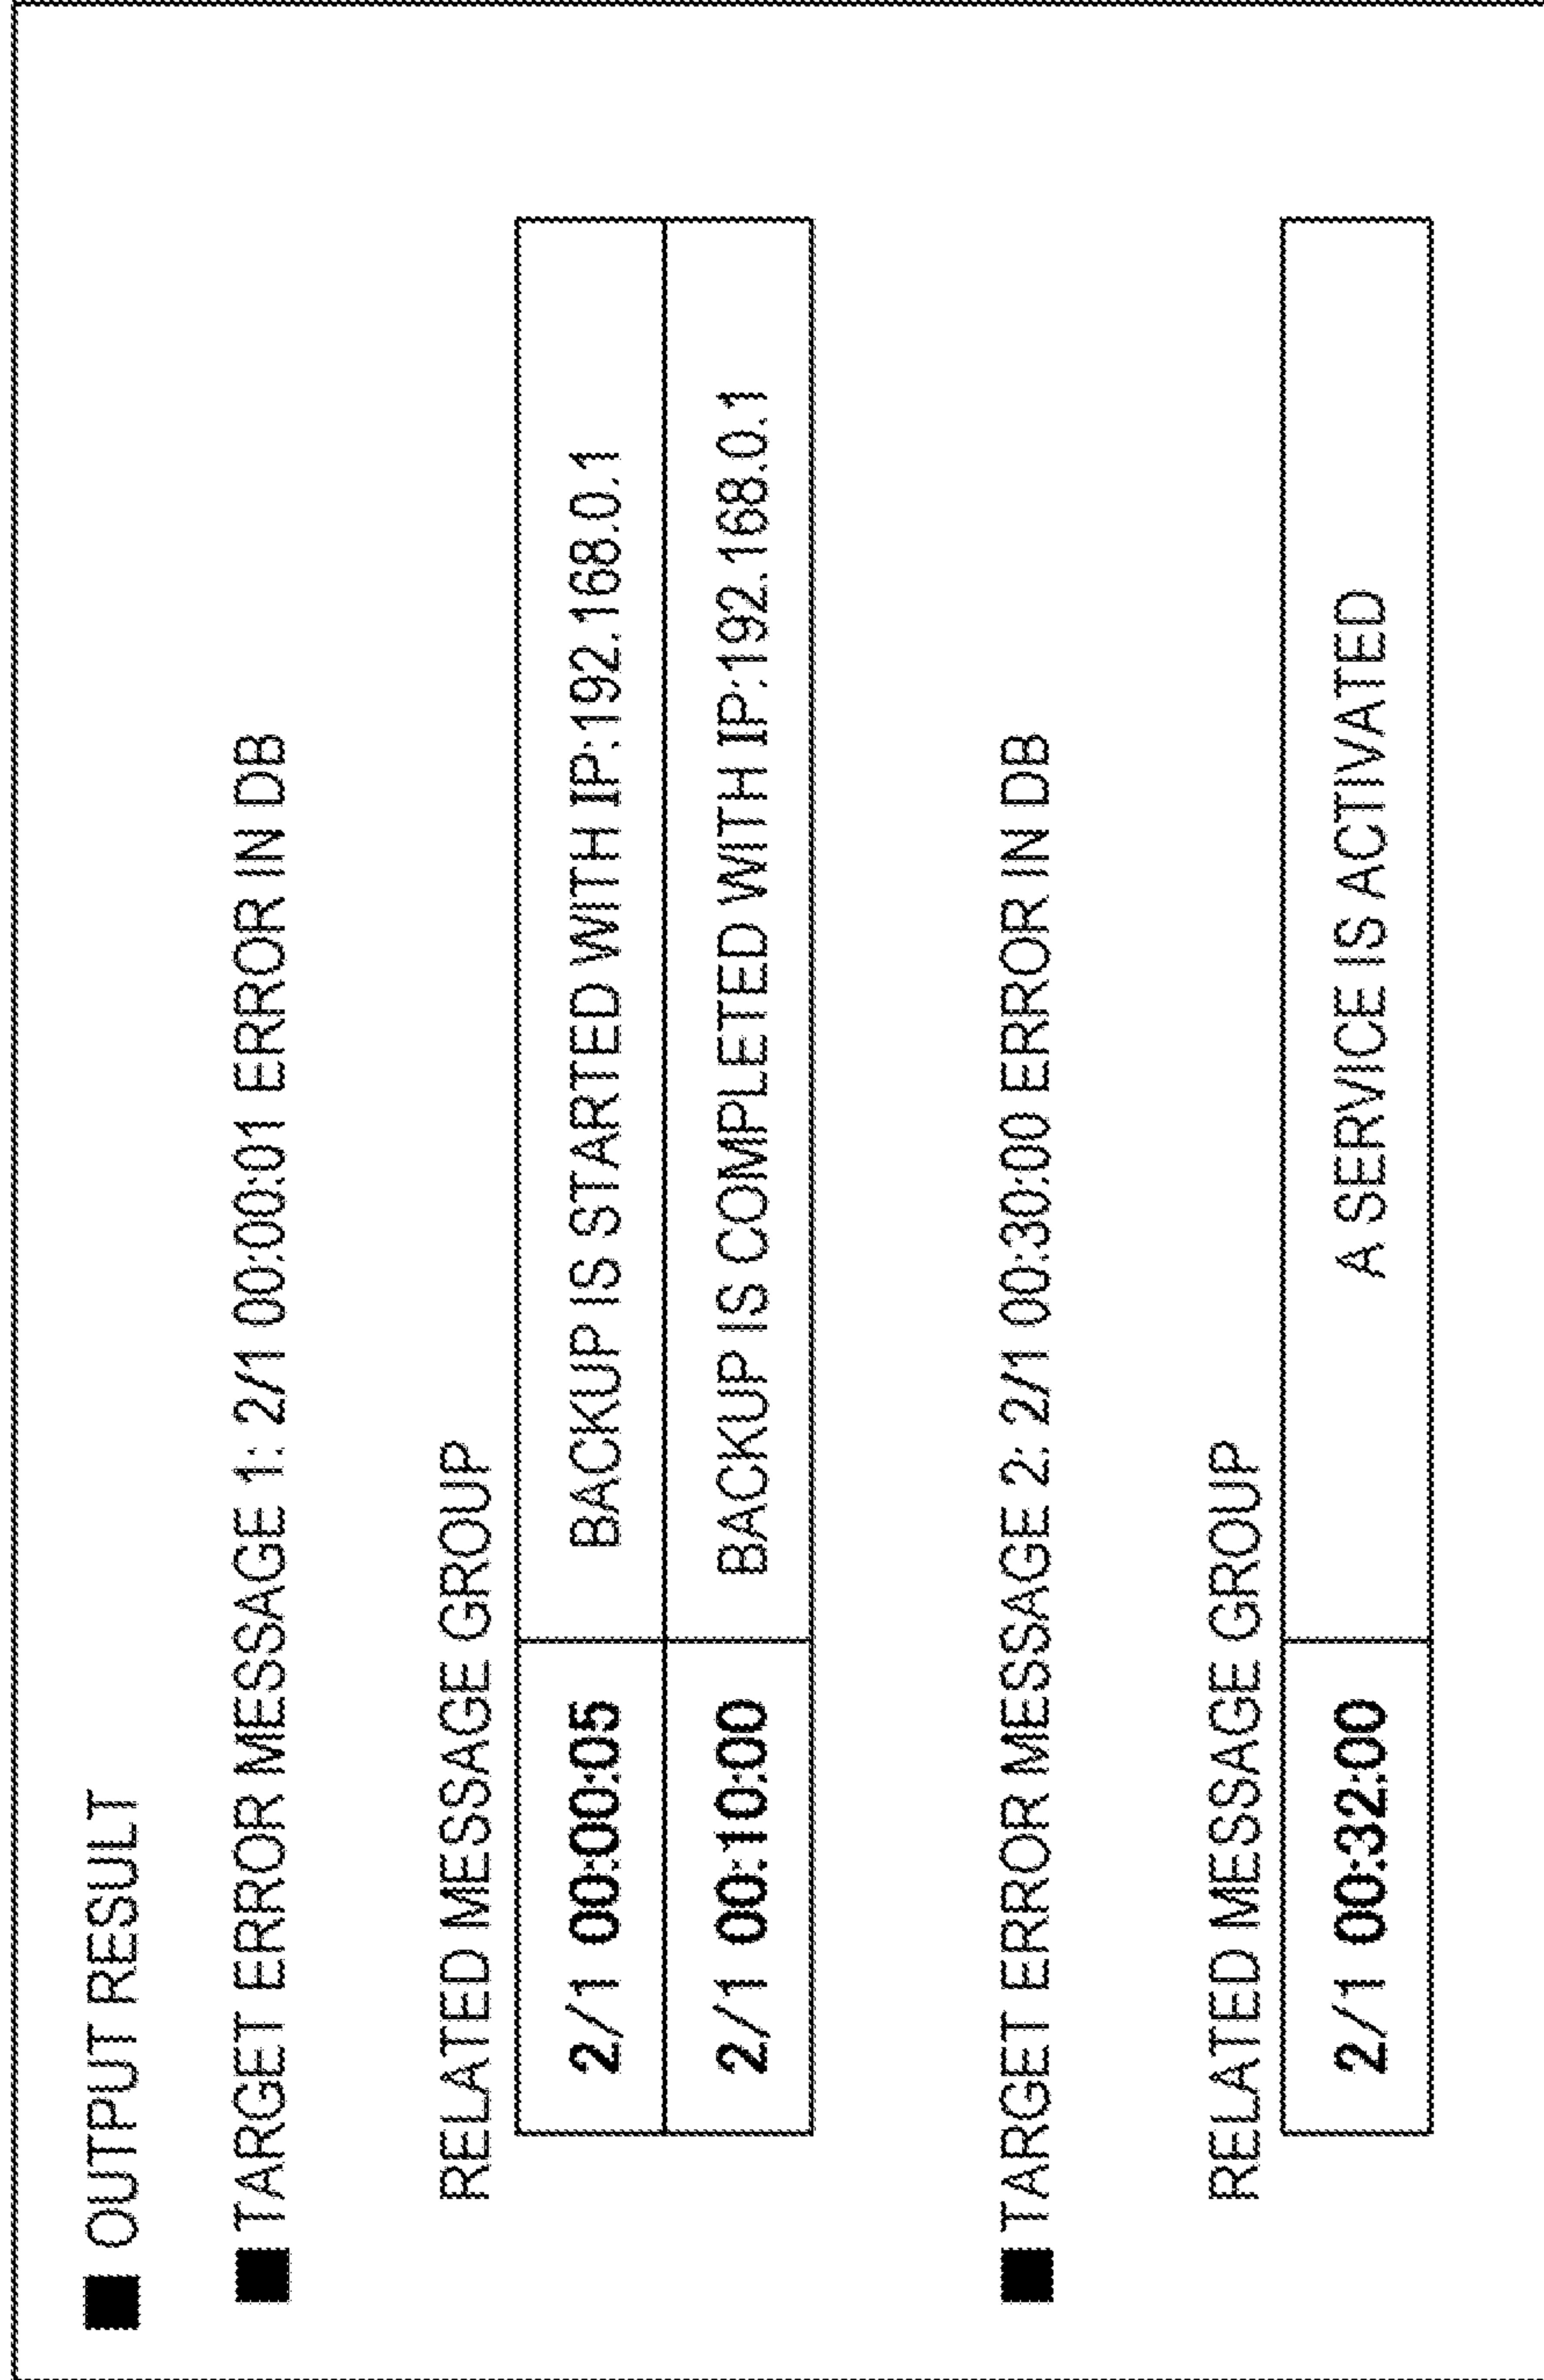 ■ OUTPUT RESULT
■ TARGET ERROR MESSAGE 1: 2/1 00:00:01 ERROR IN DB
RELATED MESSAGE GROUP
2/1 00:00:05 BACKUP IS STARTED WITH IP:192.168.0.1
2/1 00:10:00 BACKUP IS COMPLETED WITH IP:192.168.0.1
■ TARGET ERROR MESSAGE 2: 2/1 00:30:00 ERROR IN DB
RELATED MESSAGE GROUP
2/1 00:32:00 A SERVICE IS ACTIVATED